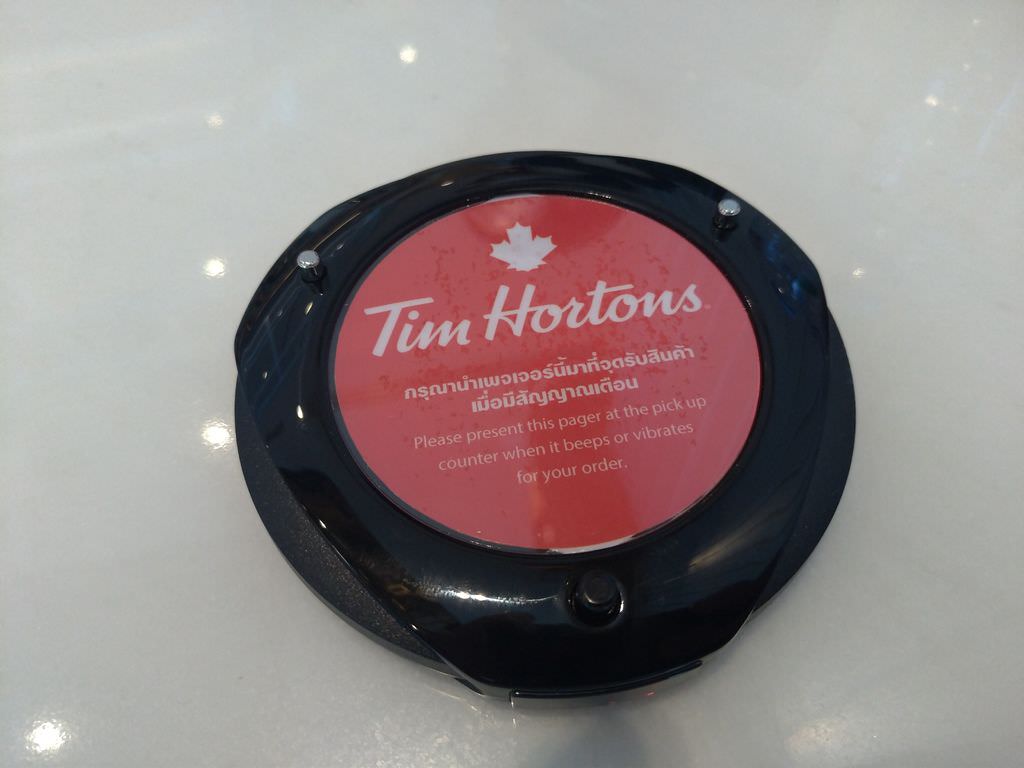 Tim Hortons
กรุณานำเพจเจอร์นี้มาที่จุดรับสินค้า
เมื่อมีสัญญาณเตือน
Please present this pager at the pick up
counter when it beeps or vibrates
for your order.